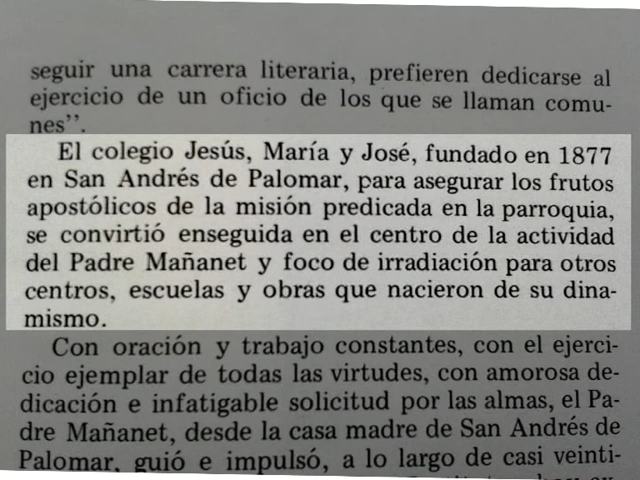 seguir una carrera literaria, prefieren dedicarse al
ejercicio de un oficio de los que se llaman comu-
nes”.
El colegio Jesús, María y José, fundado en 1877
en San Andrés de Palomar, para asegurar los frutos
apostólicos de la misión predicada en la parroquia,
se convirtió enseguida en el centro de la actividad
del Padre Mañanet y foco de irradiación para otros
centros, escuelas y obras que nacieron de su dina-
mismo.
Con oración y trabajo constantes, con el ejerci-
cio ejemplar de todas las virtudes, con amorosa de-
dicación e infatigable solicitud por las almas, el Pa-
dre Mañanet, desde la casa madre de San Andrés de
Palomar, guió e impulsó, a lo largo de casi veinti-